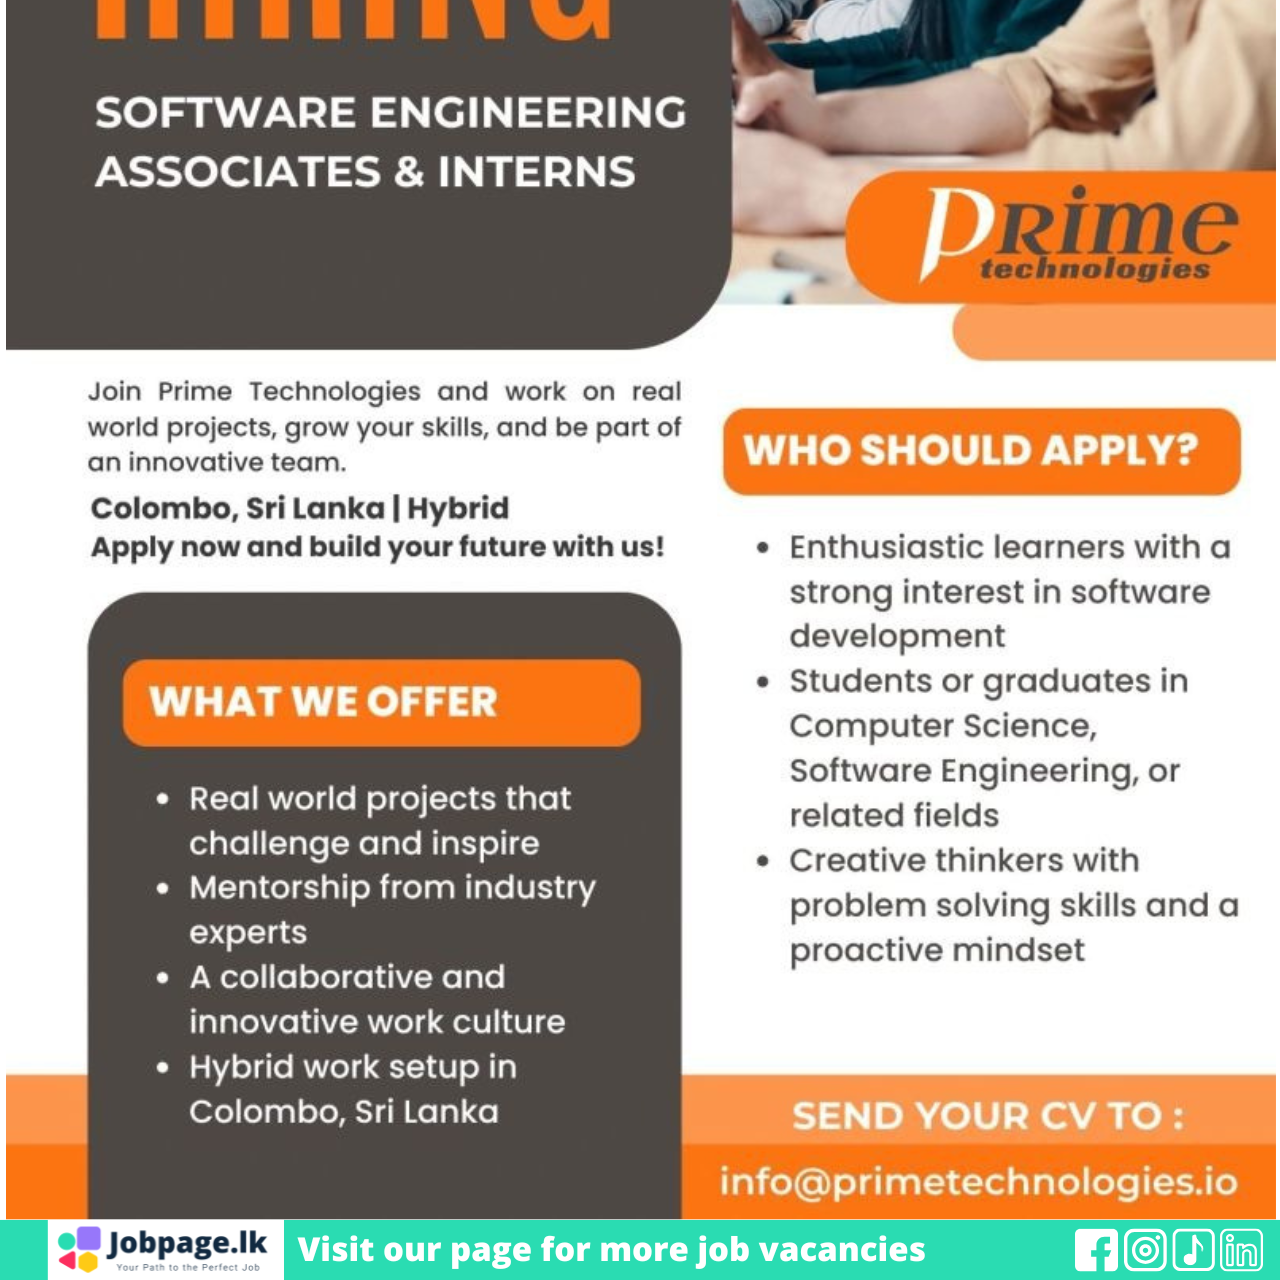 HIRING
SOFTWARE ENGINEERING
ASSOCIATES & INTERNS
PRime
technologies
Join Prime Technologies and work on real
world projects, grow your skills, and be part of
an innovative team.
Colombo, Sri Lanka | Hybrid
Apply now and build your future with us!
WHAT WE OFFER
• Real world projects that
challenge and inspire
• Mentorship from industry
experts
• A collaborative and
innovative work culture
• Hybrid work setup in
Colombo, Sri Lanka
WHO SHOULD APPLY?
• Enthusiastic learners with a
strong interest in software
development
• Students or graduates in
Computer Science,
Software Engineering, or
related fields
• Creative thinkers with
problem solving skills and a
proactive mindset
SEND YOUR CV TO :
info@primetechnologies.io
Jobpage.lk
Your Path to the Perfect Job
Visit our page for more job vacancies